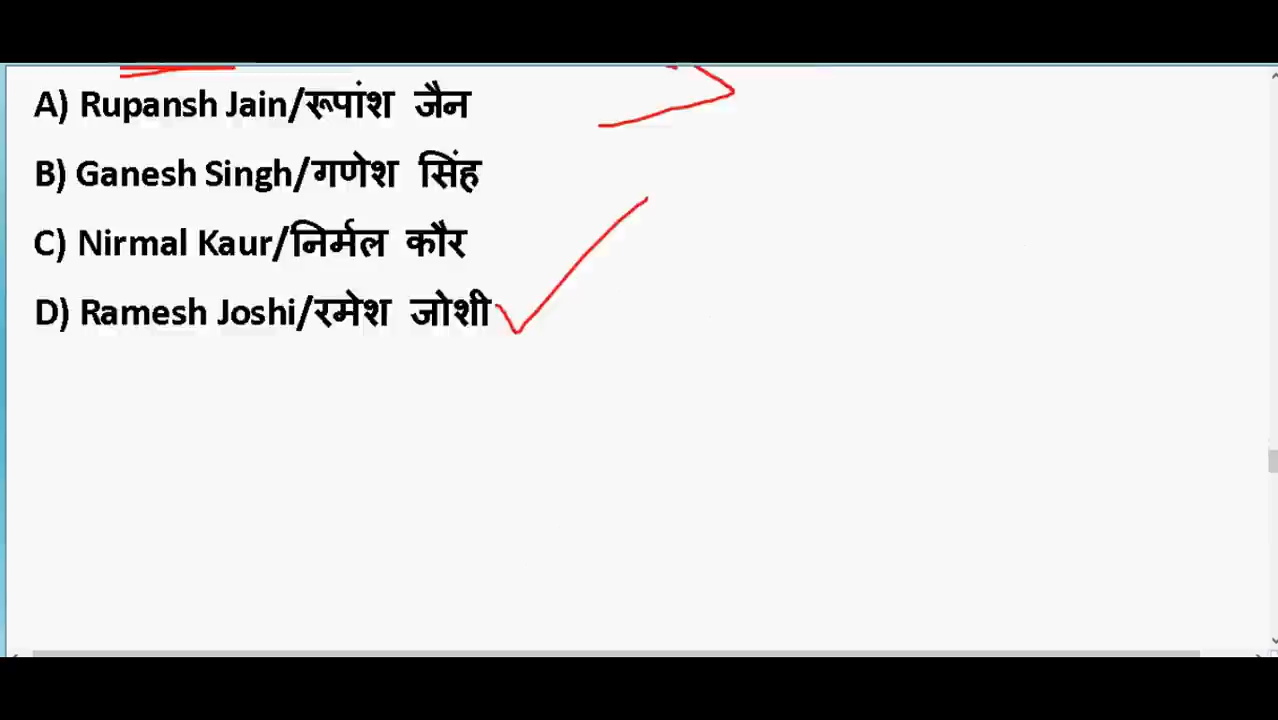 A) Rupansh Jain/रूपांश जैन
B) Ganesh Singh/गणेश सिंह
C) Nirmal Kaur/निर्मल कौर
D) Ramesh Joshi/रमेश जोशी